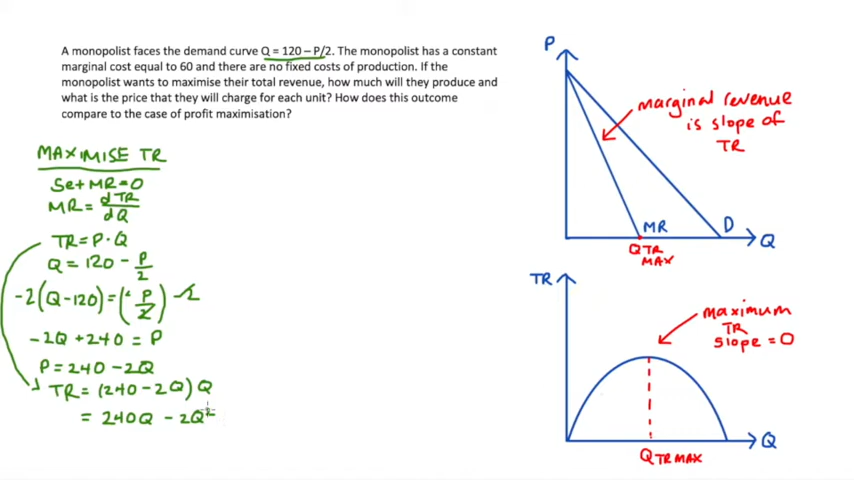 A monopolist faces the demand curve Q = 120 – P/2. The monopolist has a constant
marginal cost equal to 60 and there are no fixed costs of production. If the
monopolist wants to maximise their total revenue, how much will they produce and
what is the price that they will charge for each unit? How does this outcome
compare to the case of profit maximisation?
MAXIMISE TR
Set MR = 0
MR = dTR/dQ
TR = P · Q
Q = 120 - P/2
-2(Q - 120) = (-P/2) -2
-2Q + 240 = P
P = 240 - 2Q
TR = (240 - 2Q) Q
= 240Q - 2Q²
P
marginal revenue
is slope of
TR
MR
D
Q
Q TR
MAX
TR
maximum
TR
slope = 0
Q
Q TR MAX